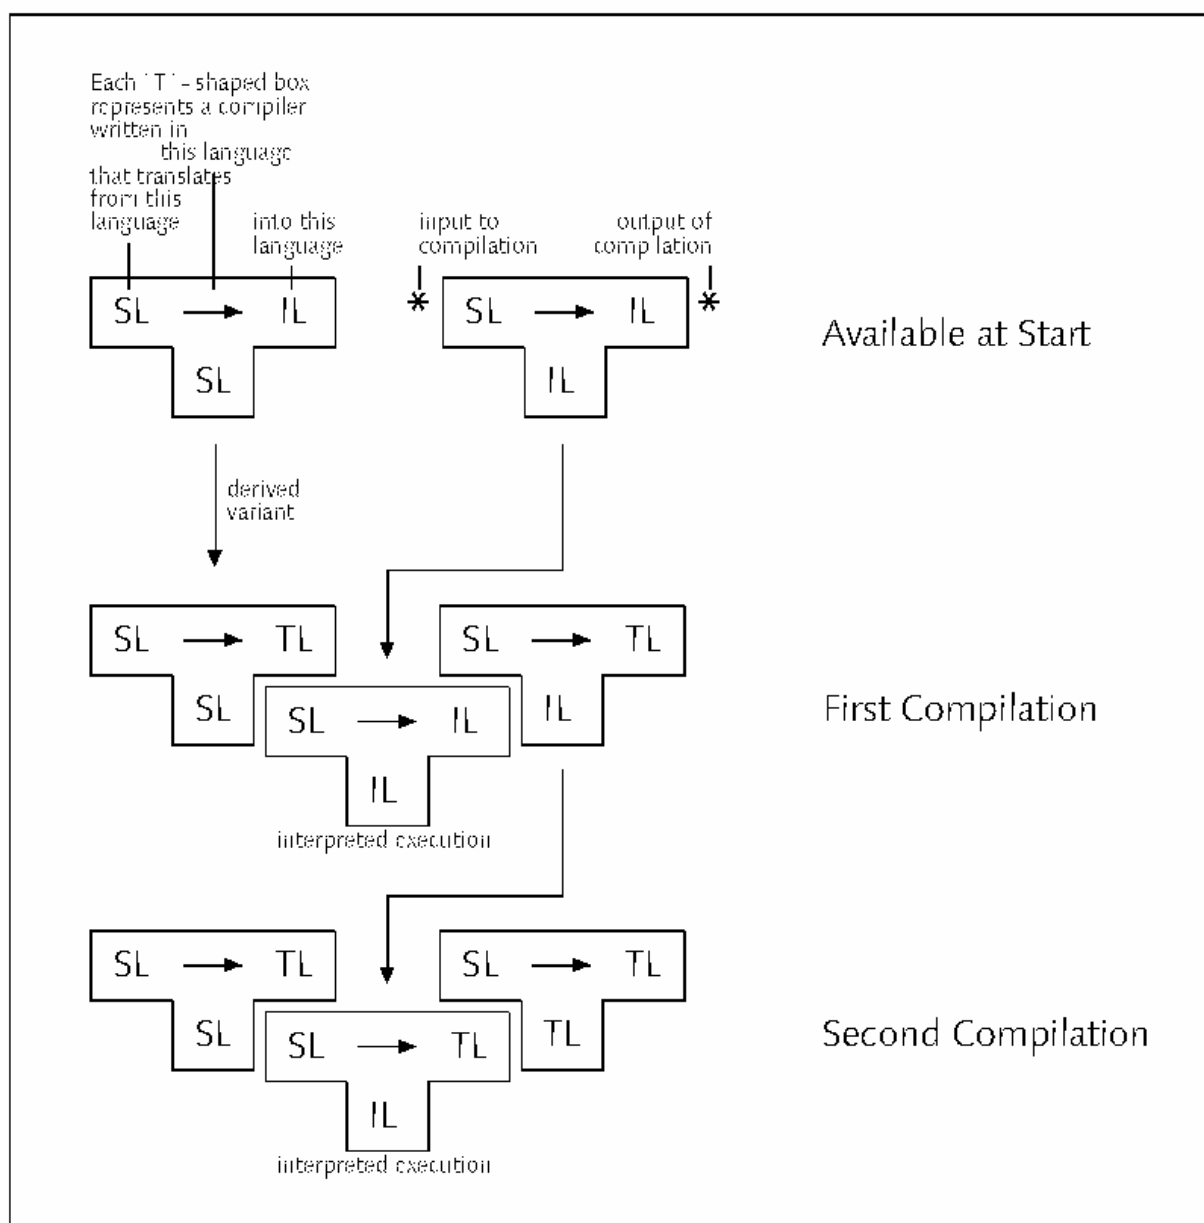 Each "T"-shaped box
represents a compiler
written in
this language
that translates
from this
language
into this
language
input to
compilation
output of
compilation
SL → IL
SL
* SL → IL *
IL
Available at Start
derived
variant
SL → TL
SL
SL → IL
IL
SL → TL
IL
interpreted execution
First Compilation
SL → TL
SL
SL → TL
IL
SL → TL
TL
interpreted execution
Second Compilation